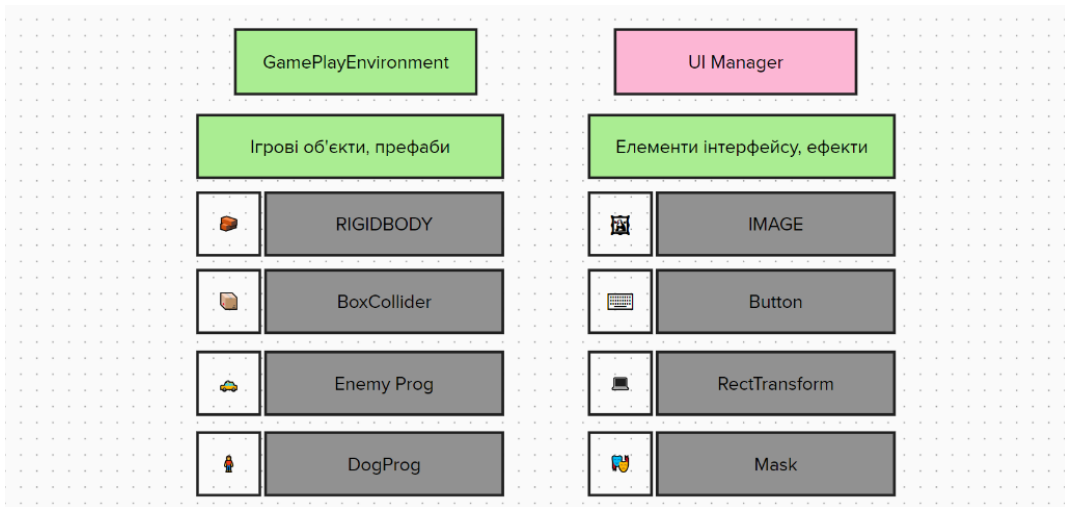 GamePlayEnvironment
Ігрові об'єкти, префаби
RIGIDBODY
BoxCollider
Enemy Prog
DogProg
UI Manager
Елементи інтерфейсу, ефекти
IMAGE
Button
RectTransform
Mask